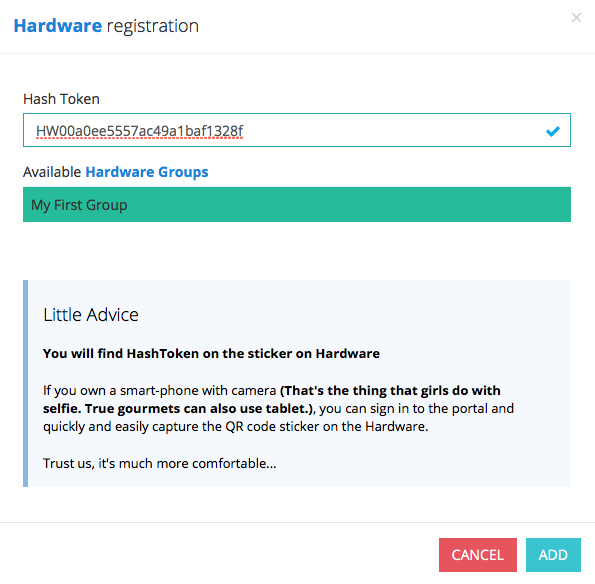 Hardware registration
Hash Token
HW00a0ee5557ac49a1baf1328f
Available Hardware Groups
My First Group
Little Advice
You will find HashToken on the sticker on Hardware
If you own a smart-phone with camera (That's the thing that girls do with
selfie. True gourmets can also use tablet.), you can sign in to the portal and
quickly and easily capture the QR code sticker on the Hardware.
Trust us, it's much more comfortable...
CANCEL ADD